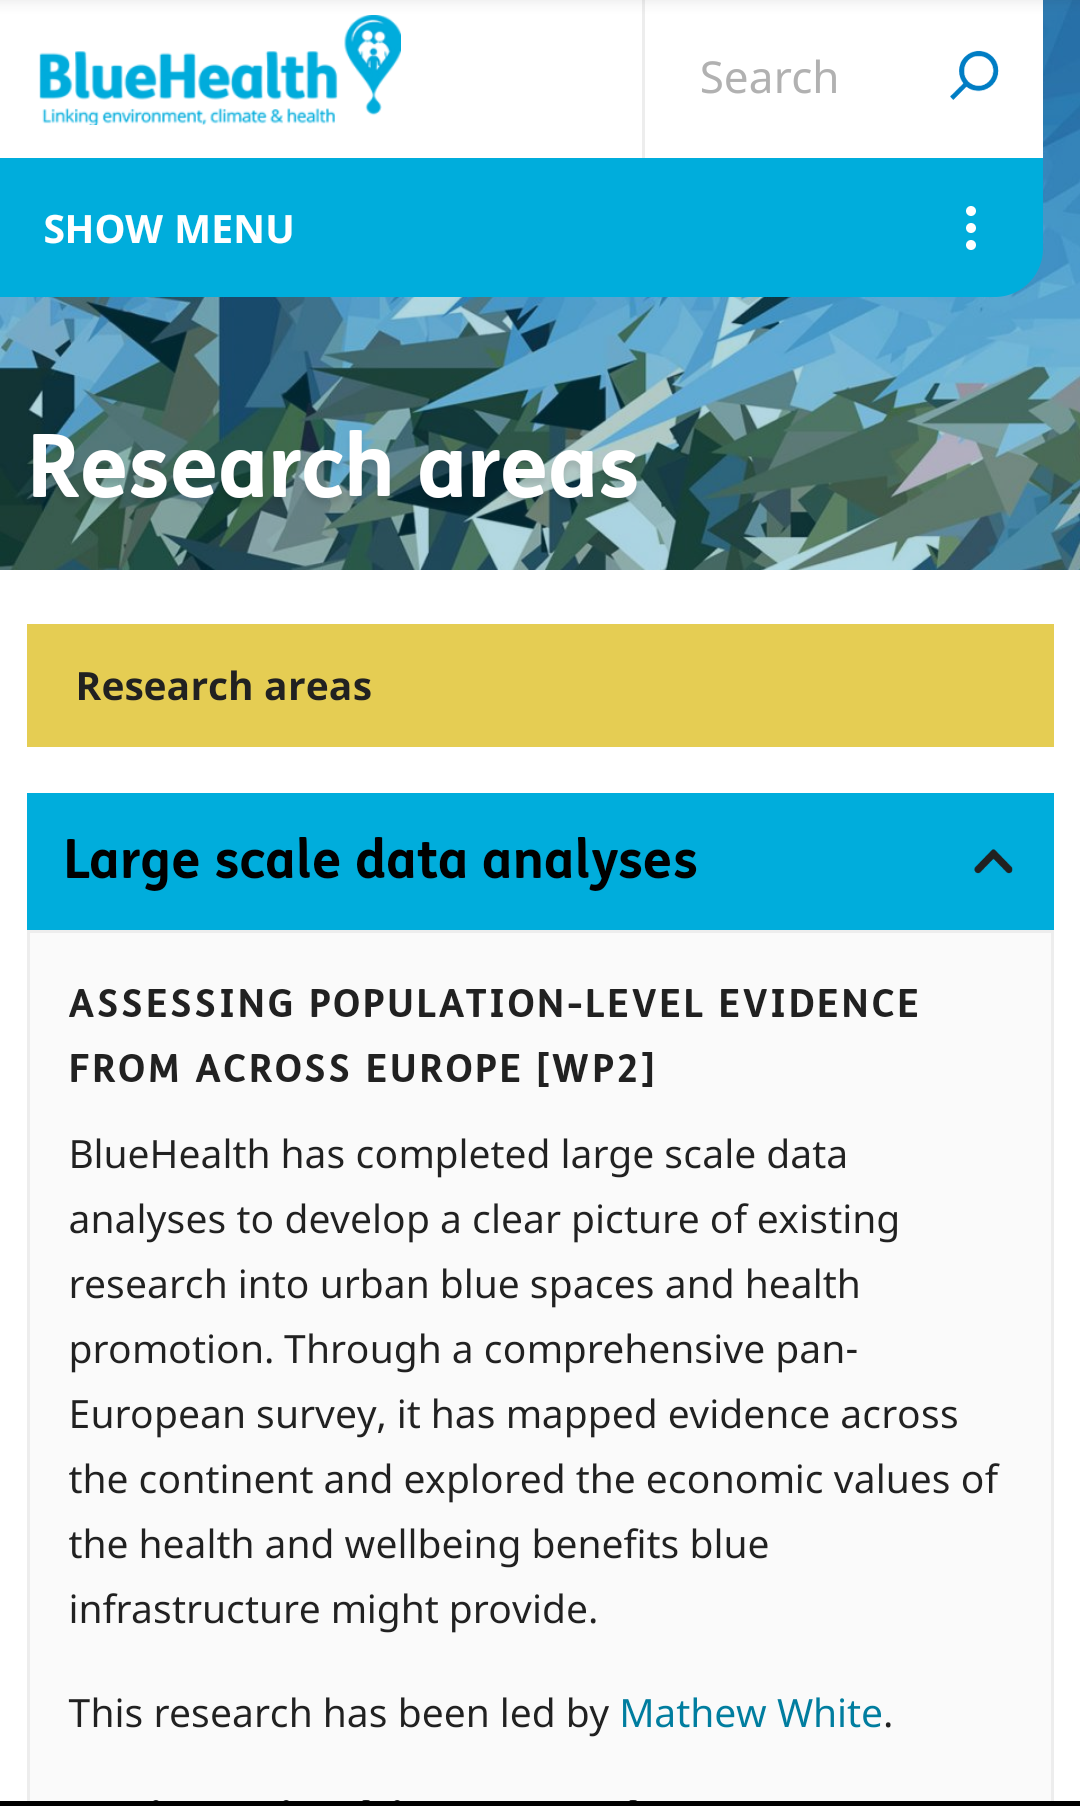 BlueHealth
Linking environment, climate & health
Search
SHOW MENU
Research areas
Research areas
Large scale data analyses
ASSESSING POPULATION-LEVEL EVIDENCE
FROM ACROSS EUROPE [WP2]
BlueHealth has completed large scale data
analyses to develop a clear picture of existing
research into urban blue spaces and health
promotion. Through a comprehensive pan-
European survey, it has mapped evidence across
the continent and explored the economic values of
the health and wellbeing benefits blue
infrastructure might provide.
This research has been led by Mathew White.